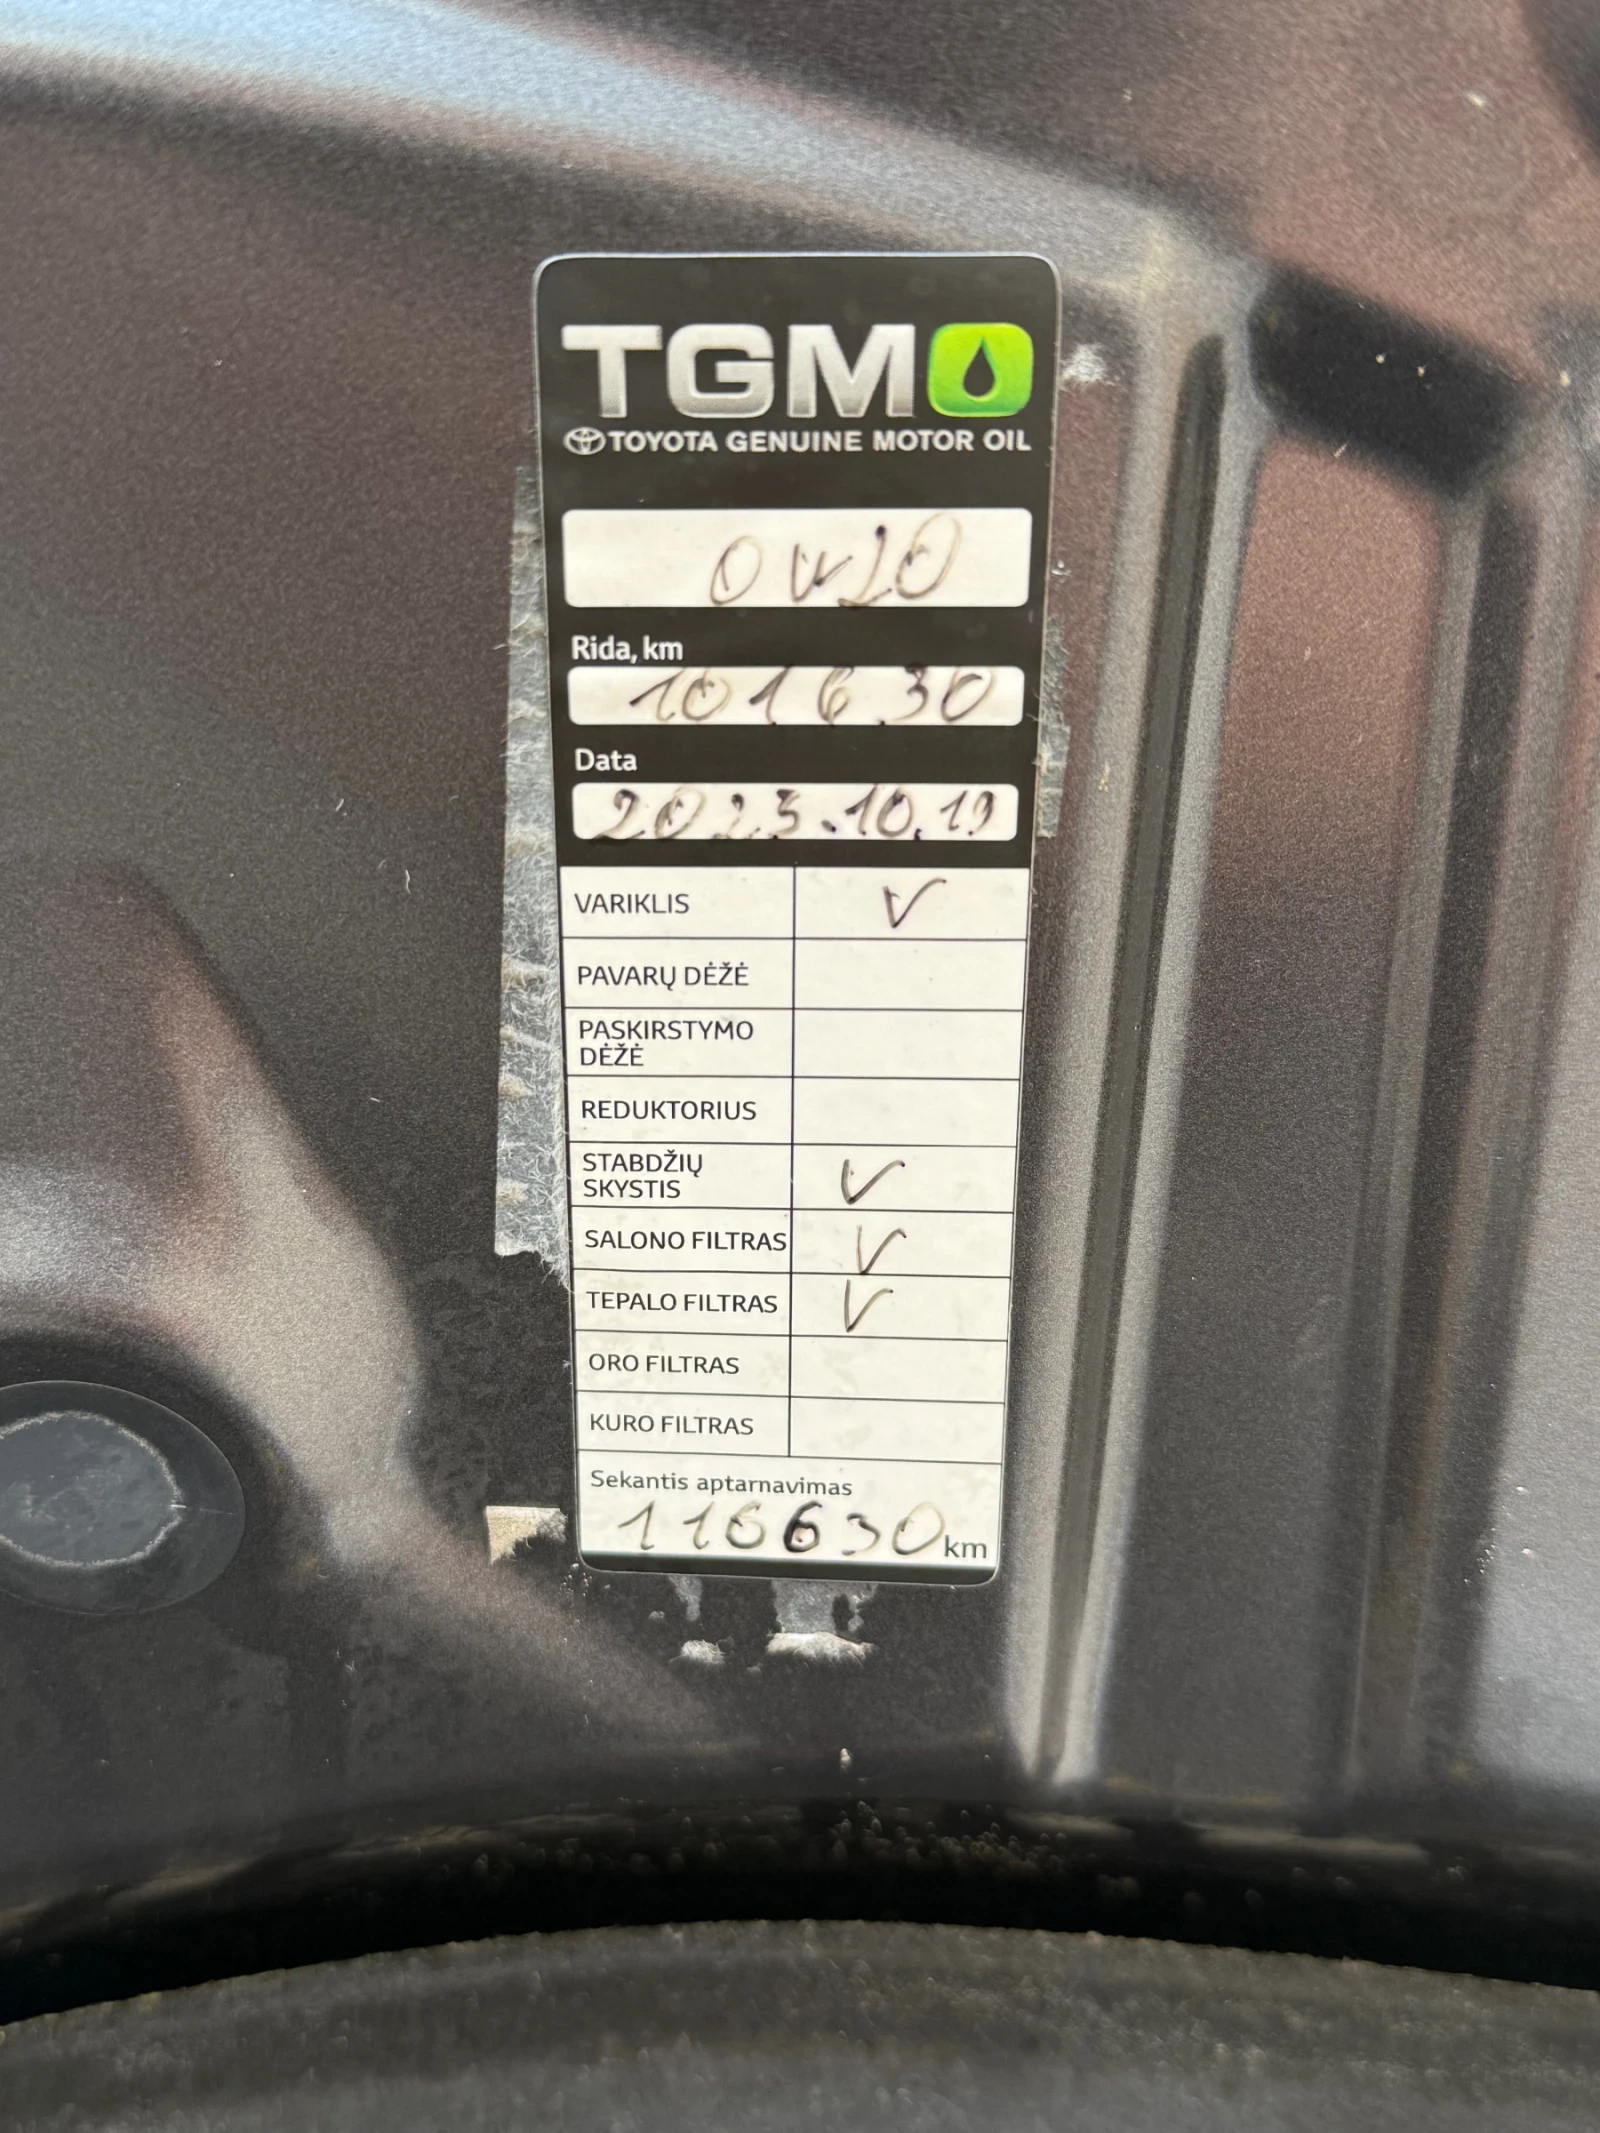 TGMO
TOYOTA GENUINE MOTOR OIL
0W20
Rida, km
101630
Data
2023.10.19
VARIKLIS V
PAVARŲ DĖŽĖ
PASKIRSTYMO
DĖŽĖ
REDUKTORIUS
STABDŽIŲ
SKYSTIS V
SALONO FILTRAS V
TEPALO FILTRAS V
ORO FILTRAS
KURO FILTRAS
Sekantis aptarnavimas
116630 km